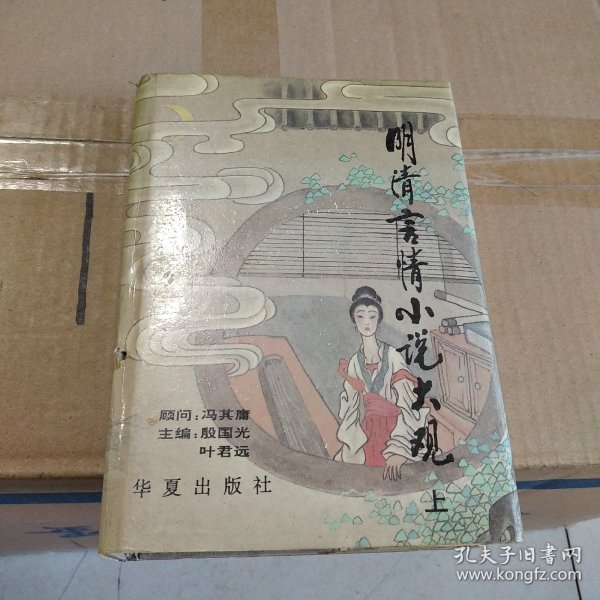 明清言情小说大观
上
顾问：冯其庸
主编：殷国光
叶君远
华夏出版社
孔夫子旧书网
www.kongfz.com